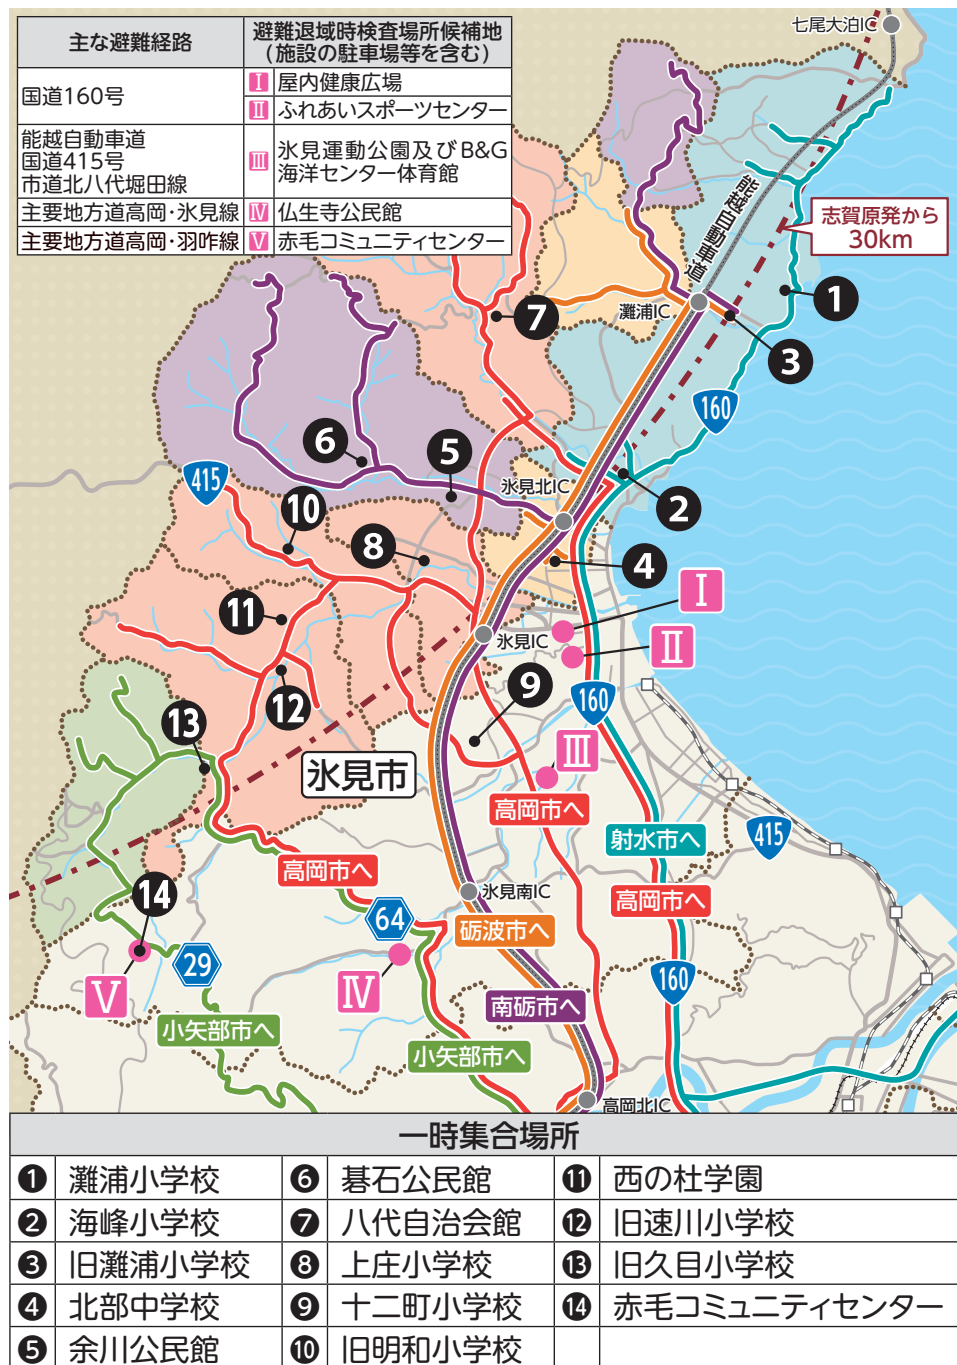 主な避難経路
避難退域時検査場所候補地
(施設の駐車場等を含む)
国道160号
Ⅰ 屋内健康広場
Ⅱ ふれあいスポーツセンター
能越自動車道
国道415号
市道北八代堀田線
Ⅲ 氷見運動公園及びB&G
海洋センター体育館
主要地方道高岡・氷見線 Ⅳ 仏生寺公民館
主要地方道高岡・羽咋線 Ⅴ 赤毛コミュニティセンター
七尾大泊IC
能越自動車道
志賀原発から
30km
1
灘浦IC
7
3
160
6
5
415
氷見北IC
2
10
8
4
11
Ⅰ
氷見IC
Ⅱ
9
12
160
13
Ⅲ
氷見市
高岡市へ
射水市へ
415
高岡市へ
14
氷見南IC
高岡市へ
64
砺波市へ
29
Ⅳ
160
Ⅴ
南砺市へ
小矢部市へ
小矢部市へ
高岡北IC
一時集合場所
1 灘浦小学校 6 碁石公民館 11 西の杜学園
2 海峰小学校 7 八代自治会館 12 旧速川小学校
3 旧灘浦小学校 8 上庄小学校 13 旧久目小学校
4 北部中学校 9 十二町小学校 14 赤毛コミュニティセンター
5 余川公民館 10 旧明和小学校